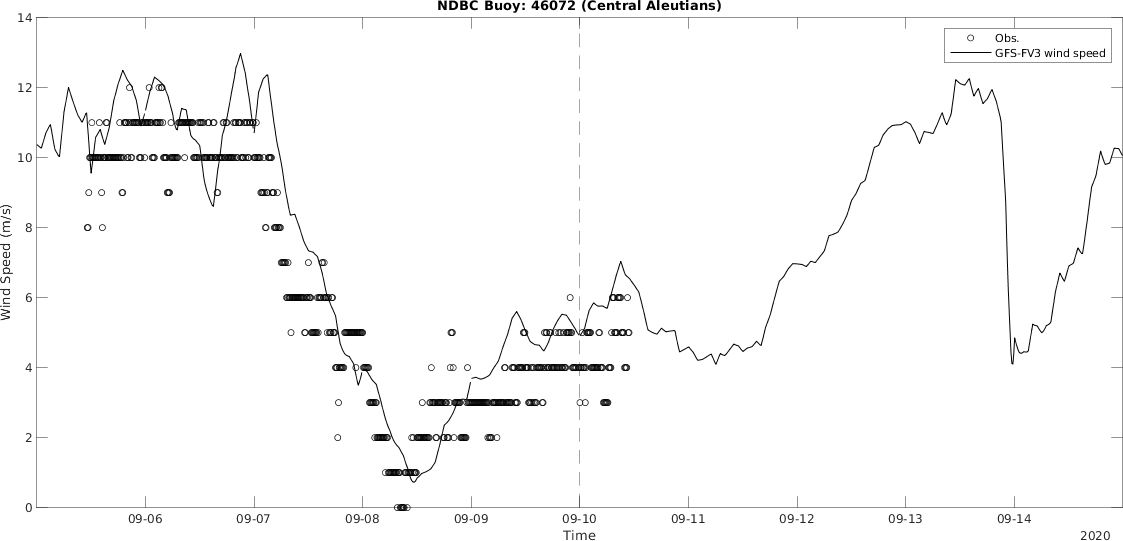 NDBC Buoy: 46072 (Central Aleutians)
14
12
10
8
6
4
2
0
Wind Speed (m/s)
Obs.
GFS-FV3 wind speed
09-06 09-07 09-08 09-09 09-10 09-11 09-12 09-13 09-14
Time
2020